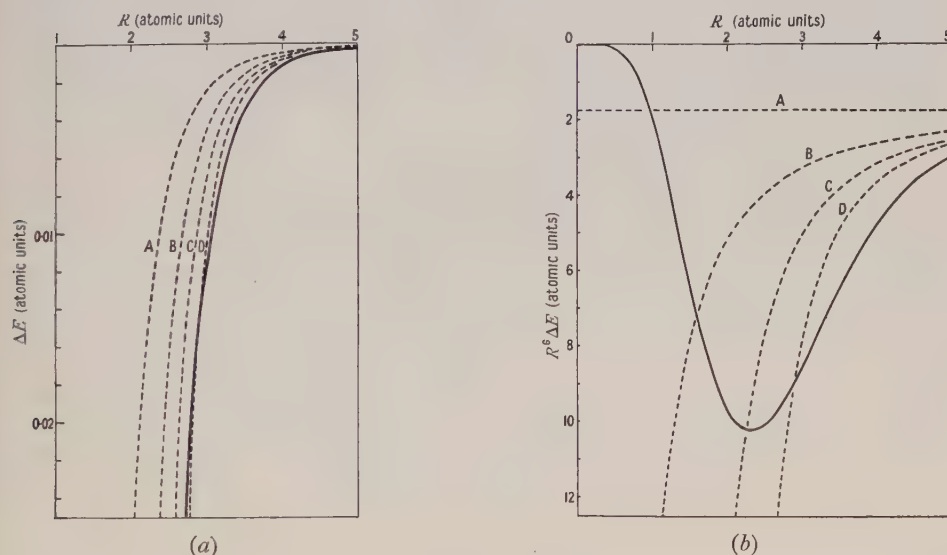 R (atomic units)
1 2 3 4 5
ΔE (atomic units)
0·01
0·02
A B C D
(a)
R (atomic units)
0 1 2 3 4 5
R⁶ ΔE (atomic units)
2
4
6
8
10
12
A
B
C
D
(b)